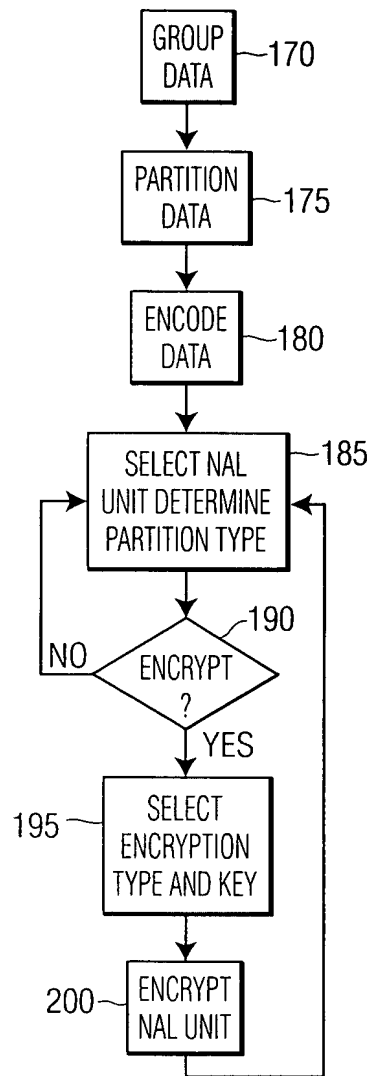 GROUP
DATA
170
PARTITION
DATA
175
ENCODE
DATA
180
185
SELECT NAL
UNIT DETERMINE
PARTITION TYPE
190
NO
ENCRYPT
?
YES
195
SELECT
ENCRYPTION
TYPE AND KEY
200
ENCRYPT
NAL UNIT